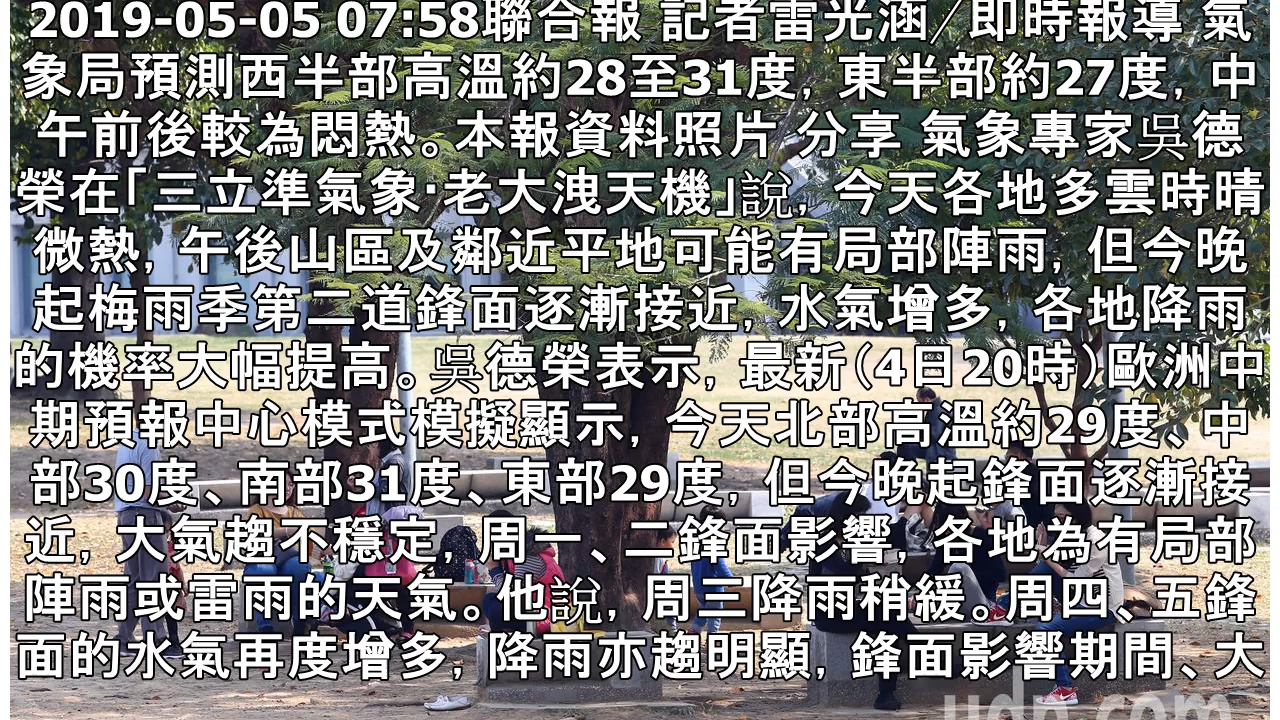 2019-05-05 07:58聯合報 記者雷光涵╱即時報導 氣
象局預測西半部高溫約28至31度，東半部約27度，中
午前後較為悶熱。本報資料照片 分享 氣象專家吳德
榮在「三立準氣象·老大洩天機」說，今天各地多雲時晴
微熱，午後山區及鄰近平地可能有局部陣雨，但今晚
起梅雨季第二道鋒面逐漸接近，水氣增多，各地降雨
的機率大幅提高。吳德榮表示，最新（4日20時）歐洲中
期預報中心模式模擬顯示，今天北部高溫約29度、中
部30度、南部31度、東部29度，但今晚起鋒面逐漸接
近，大氣趨不穩定，周一、二鋒面影響，各地為有局部
陣雨或雷雨的天氣。他說，周三降雨稍緩。周四、五鋒
面的水氣再度增多，降雨亦趨明顯，鋒面影響期間、大
udn.com